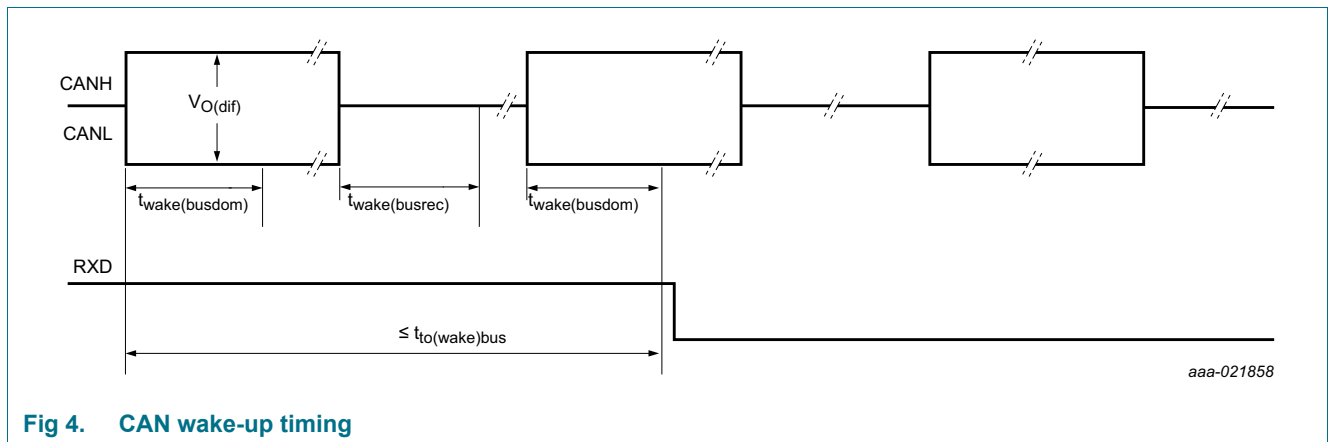 CANH
VO(dif)
CANL
twake(busdom)
twake(busrec)
twake(busdom)
RXD
≤ tto(wake)bus
aaa-021858
Fig 4. CAN wake-up timing